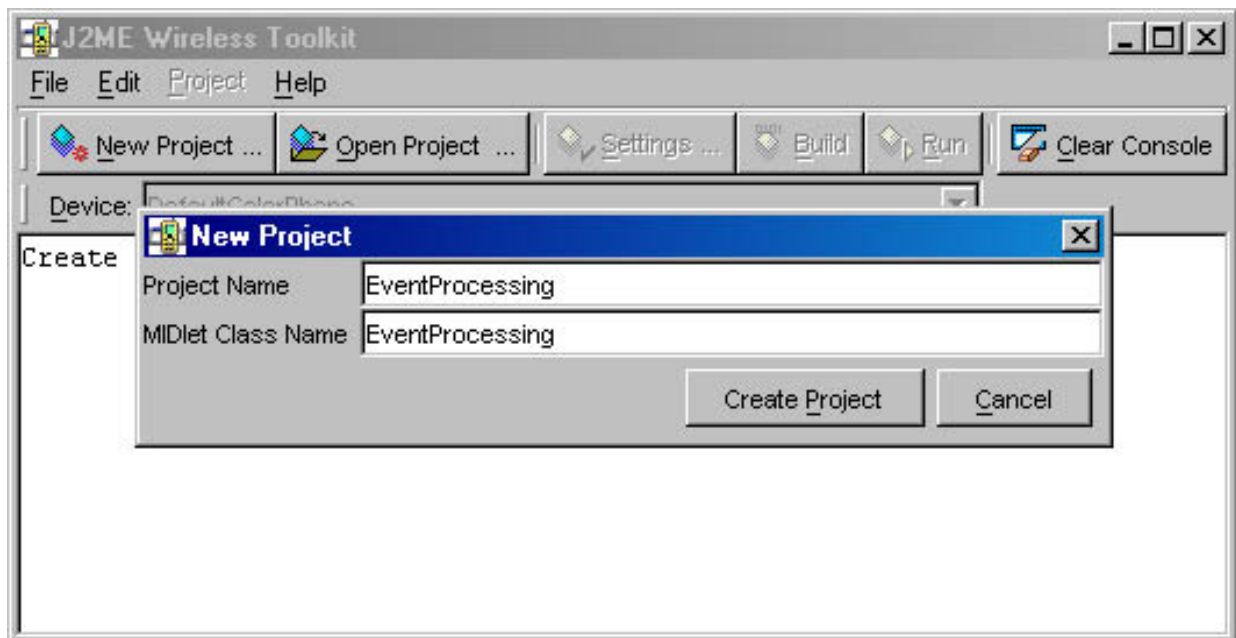 J2ME Wireless Toolkit
File Edit Project Help
New Project ... Open Project ... Settings ... Build Run Clear Console
Device: DefaultColorPhone
New Project
Create
Project Name EventProcessing
MIDlet Class Name EventProcessing
Create Project Cancel